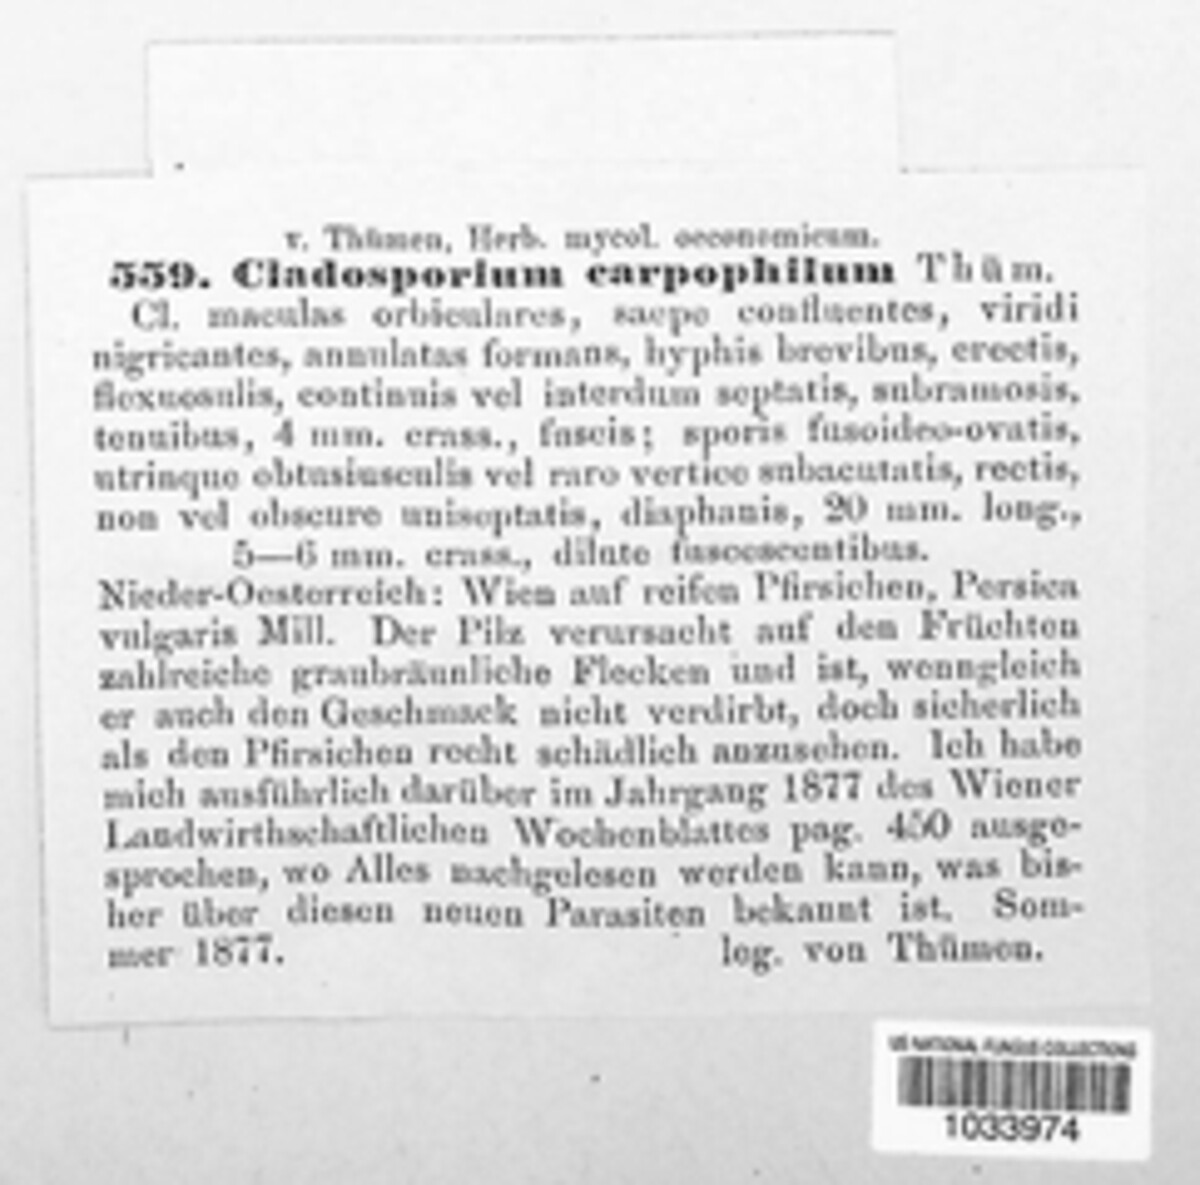 v. Thümen, Herb. mycol. oeconomicum.
559. Cladosporium carpophilum Thüm.
Cl. maculas orbiculares, saepe confluentes, viridi
nigricantes, annulatas formans, hyphis brevibus, erectis,
flexuosulis, continuis vel interdum septatis, subramosis,
tenuibus, 4 mm. crass., fuscis; sporis fusoideo-ovatis,
utrinque obtusiusculis vel raro vertice subacutatis, rectis,
non vel obscure uniseptatis, diaphanis, 20 mm. long.,
5—6 mm. crass., dilute fuscescentibus.
Nieder-Oesterreich: Wien auf reifen Pfirsichen, Persica
vulgaris Mill. Der Pilz verursacht auf den Früchten
zahlreiche graubräunliche Flecken und ist, wenngleich
er auch den Geschmack nicht verdirbt, doch sicherlich
als den Pfirsichen recht schädlich anzusehen. Ich habe
mich ausführlich darüber im Jahrgang 1877 des Wiener
Landwirthschaftlichen Wochenblattes pag. 450 ausge-
sprochen, wo Alles nachgelesen werden kann, was bis-
her über diesen neuen Parasiten bekannt ist. Som-
mer 1877. leg. von Thümen.
US NATIONAL FUNGUS COLLECTIONS
1033974